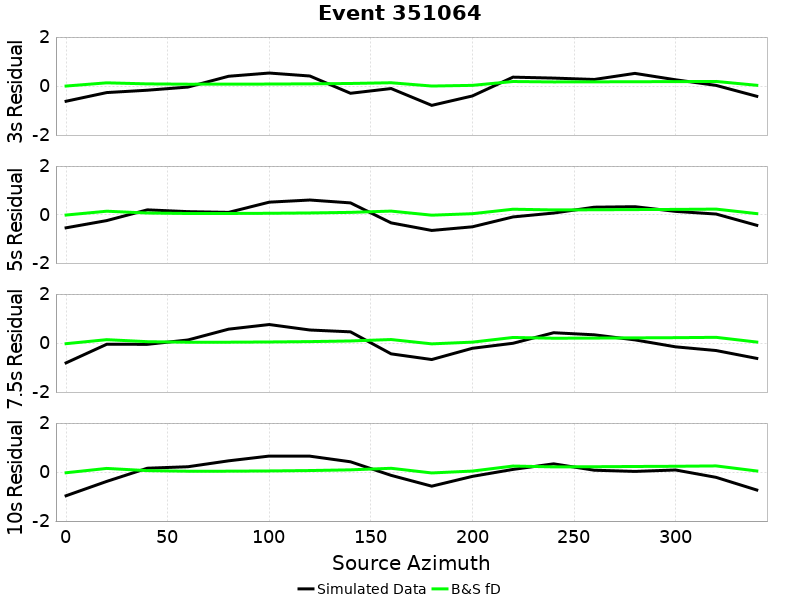 Event 351064
3s Residual
2
0
-2
5s Residual
2
0
-2
7.5s Residual
2
0
-2
10s Residual
2
0
-2
0 50 100 150 200 250 300
Source Azimuth
Simulated Data B&S fD